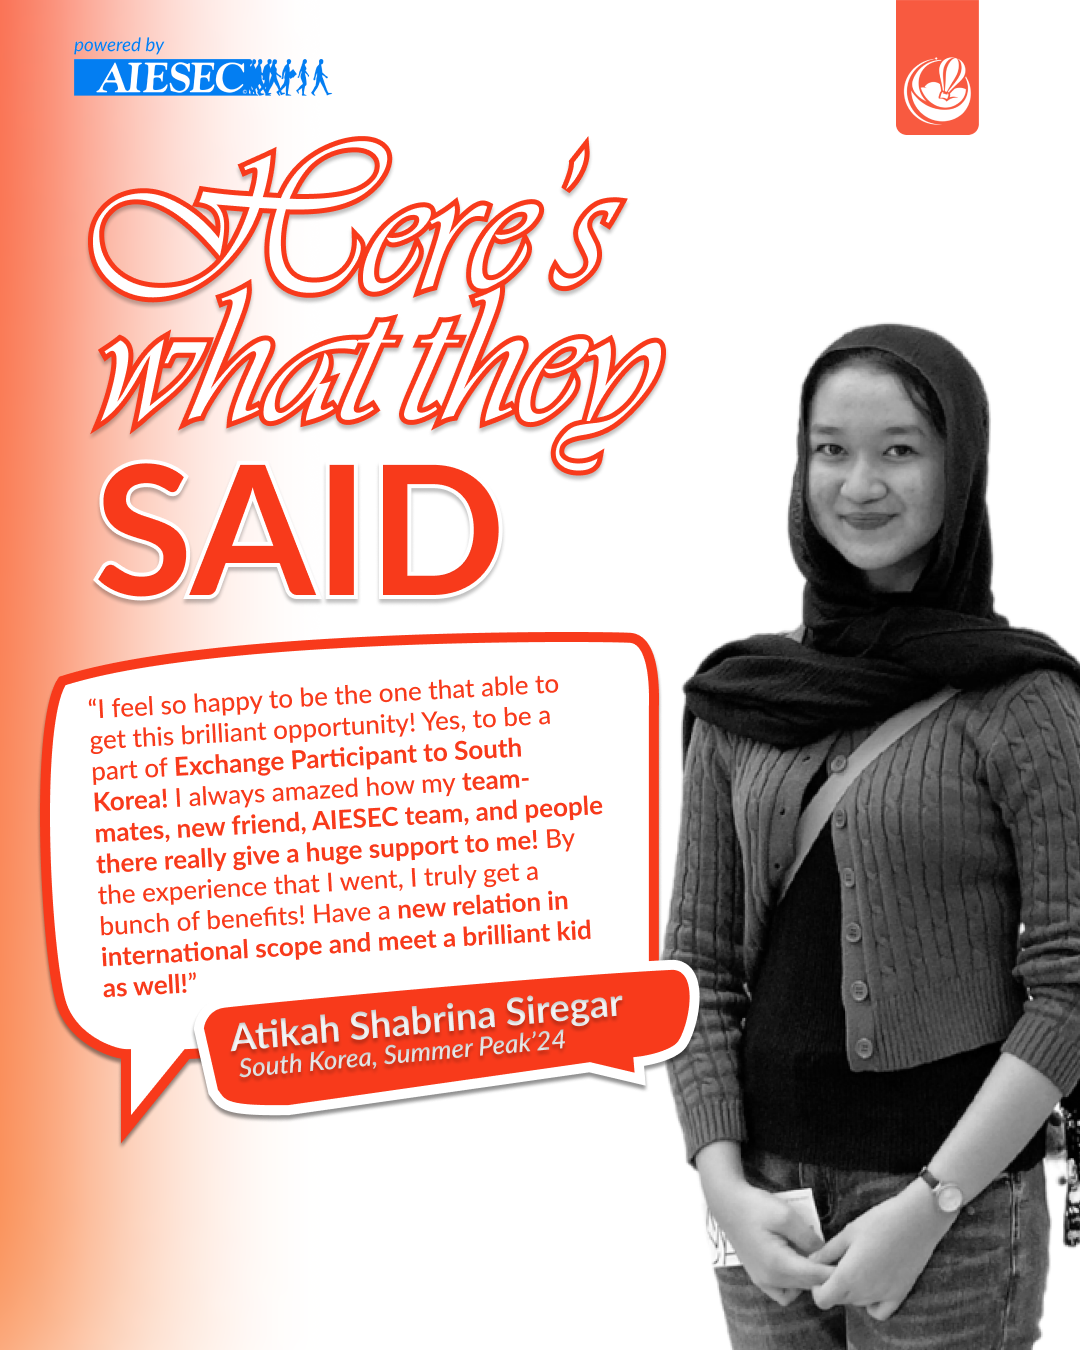 powered by
AIESEC
Here's
what they
SAID
“I feel so happy to be the one that able to
get this brilliant opportunity! Yes, to be a
part of Exchange Participant to South
Korea! I always amazed how my team-
mates, new friend, AIESEC team, and people
there really give a huge support to me! By
the experience that I went, I truly get a
bunch of benefits! Have a new relation in
international scope and meet a brilliant kid
as well!”
Atikah Shabrina Siregar
South Korea, Summer Peak’24